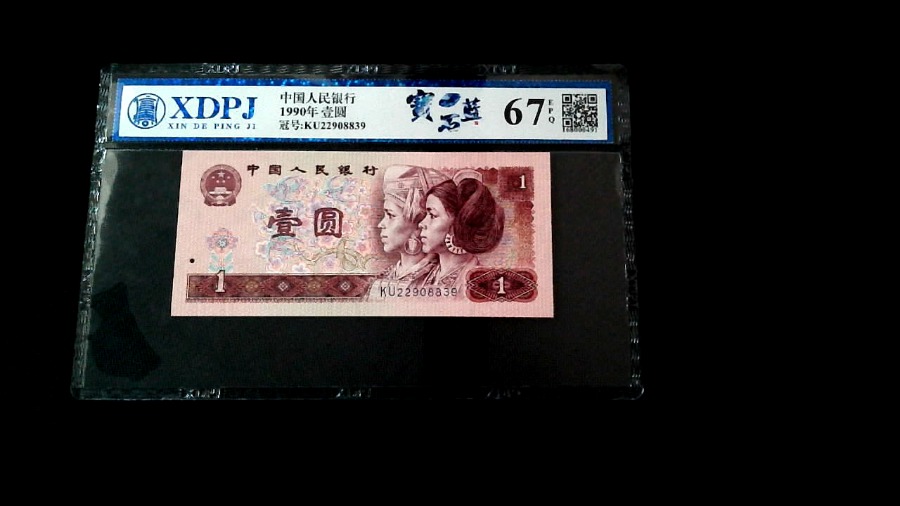 XDPJ
XIN DE PING JI
中国人民银行
1990年 壹圆
冠号:KU22908839
寶石藍
67
EPQ
中国人民银行
1
壹圆
1
KU22908839
1